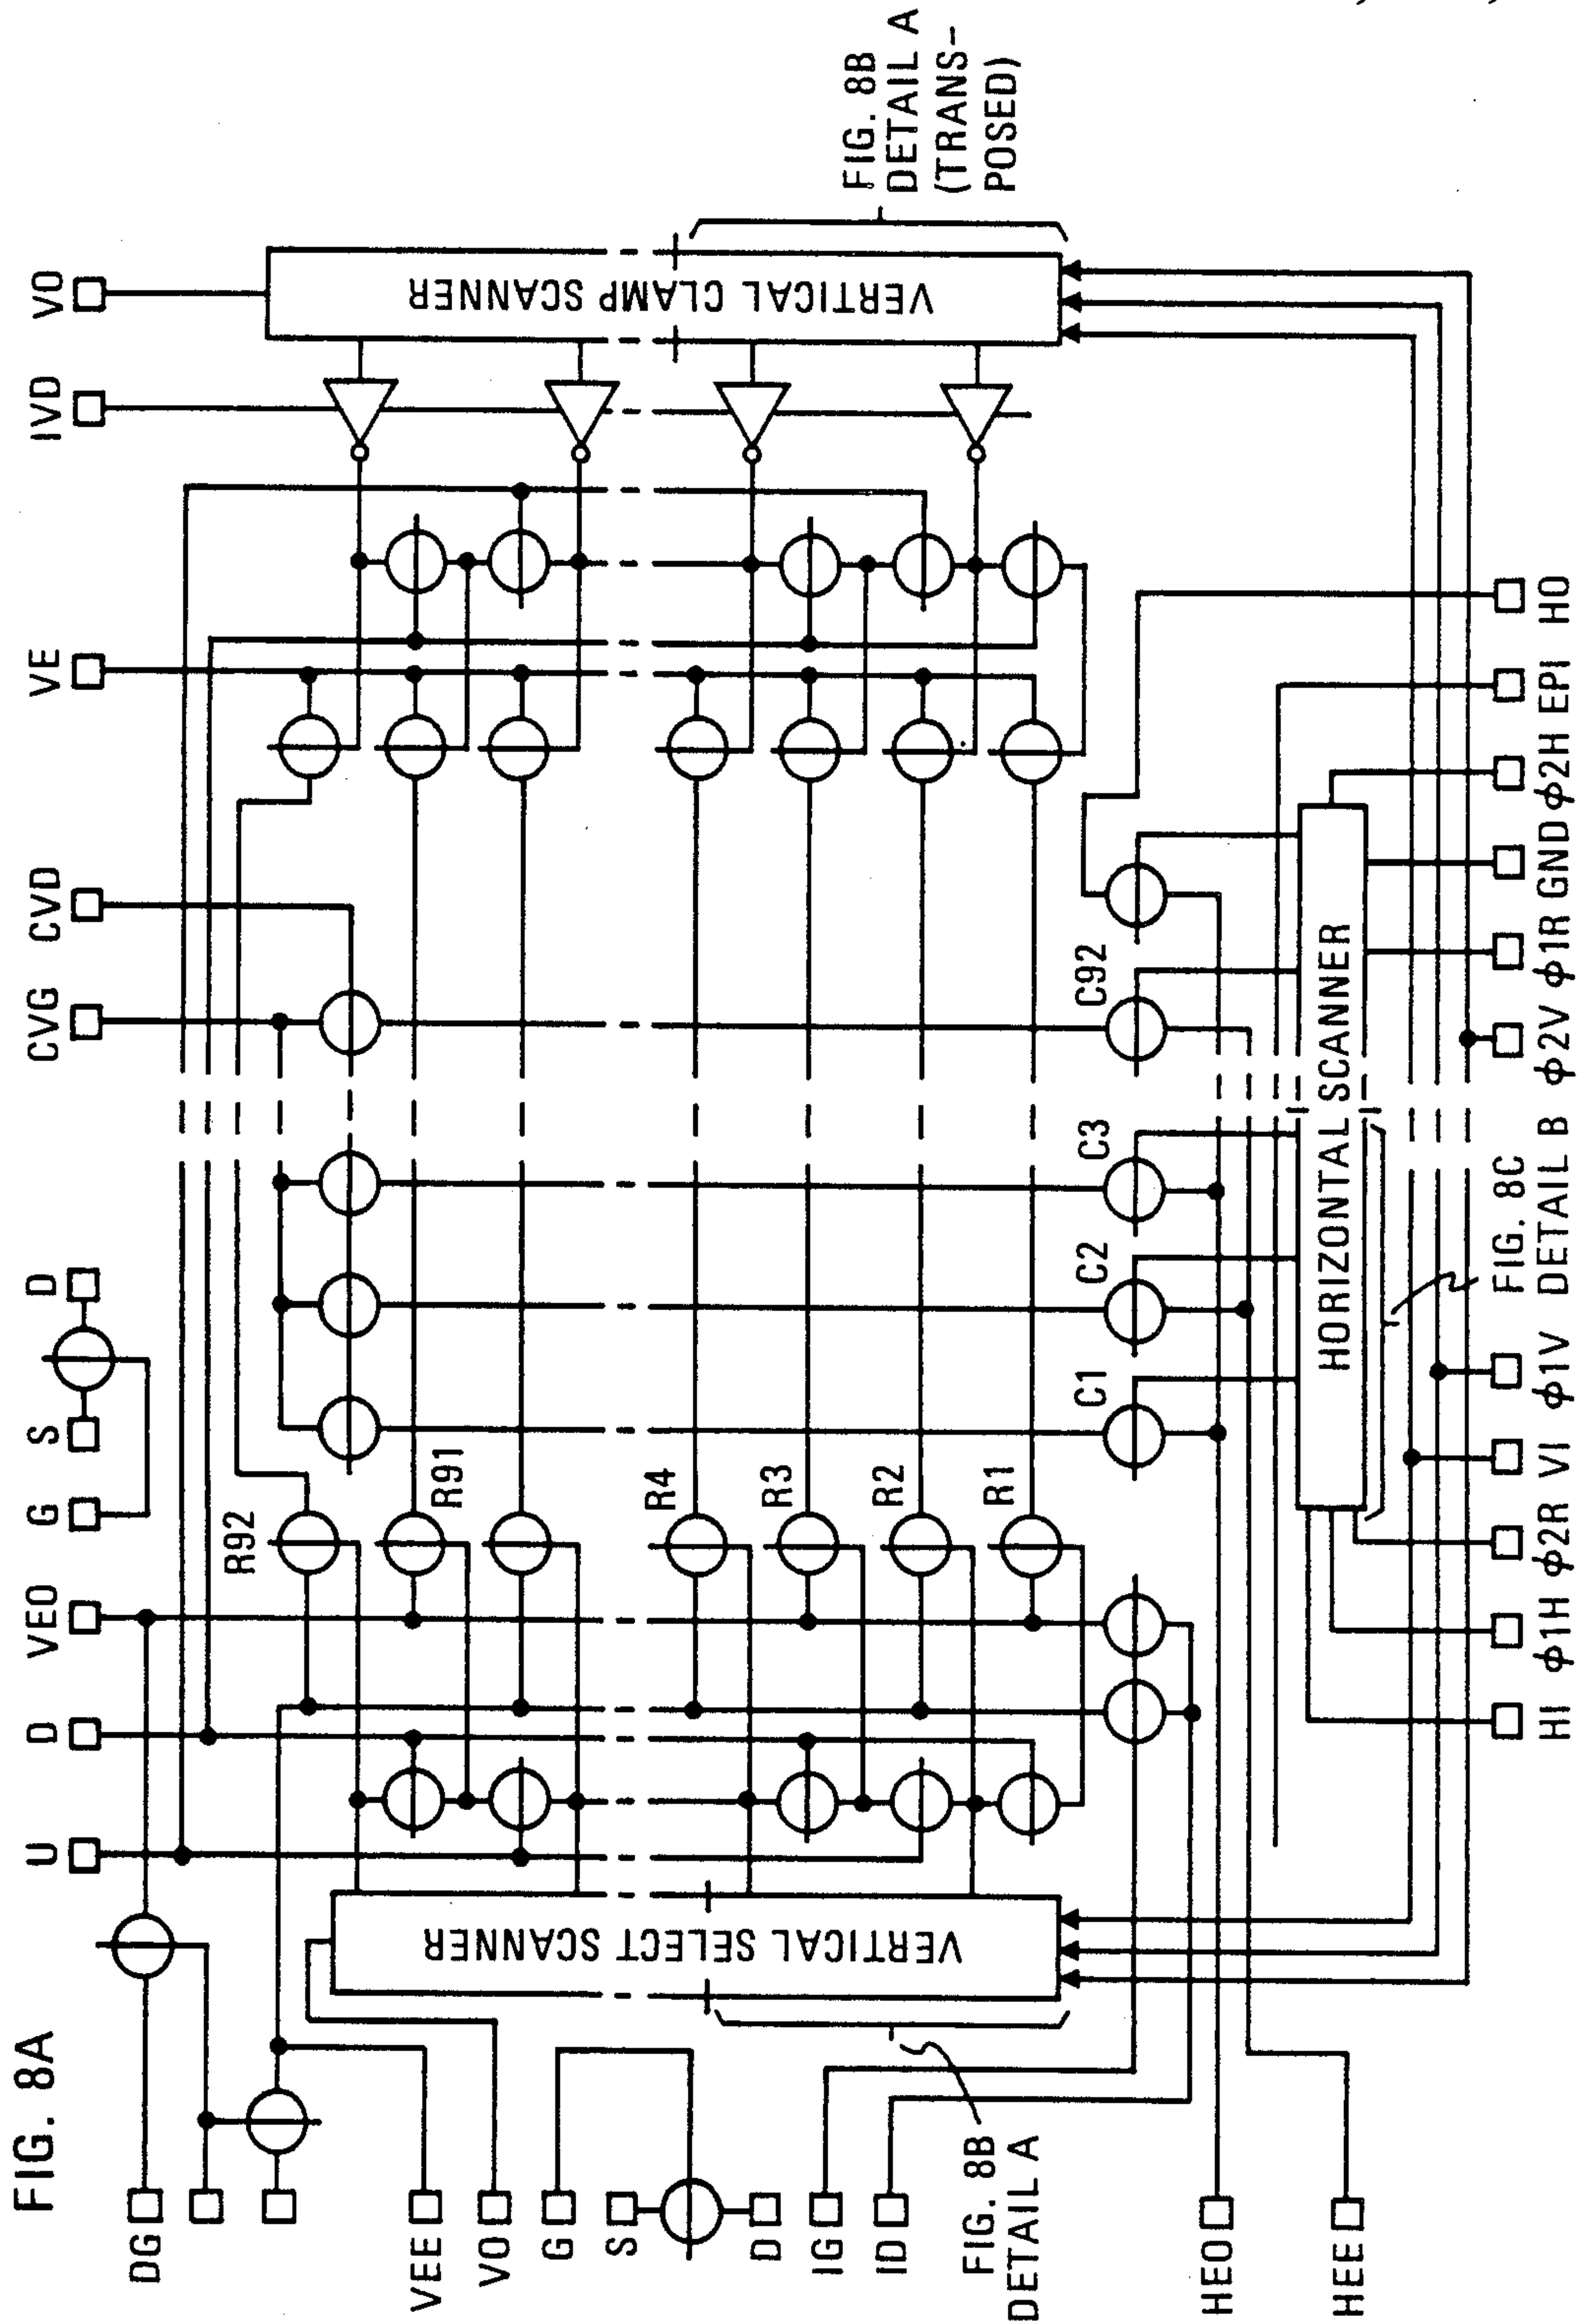 FIG. 8A
U
D
VEO
G
S
D
CVG
CVD
VE
IVD
VO
DG
VEE
VO
G
S
D
IG
ID
HEO
HEE
FIG. 8B
DETAIL A
VERTICAL SELECT SCANNER
R92
R91
R4
R3
R2
R1
C1
C2
C3
C92
VERTICAL CLAMP SCANNER
FIG. 8B
DETAIL A
(TRANS-
POSED)
HORIZONTAL SCANNER
FIG. 8C
DETAIL B
HI
ϕ1H
ϕ2R
VI
ϕ1V
ϕ2V
ϕ1R
GND
ϕ2H
EPI
HO